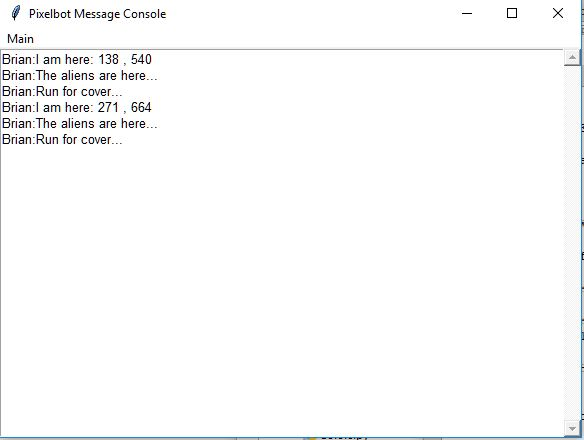 Pixelbot Message Console
Main
Brian:I am here: 138 , 540
Brian:The aliens are here...
Brian:Run for cover...
Brian:I am here: 271 , 664
Brian:The aliens are here...
Brian:Run for cover...